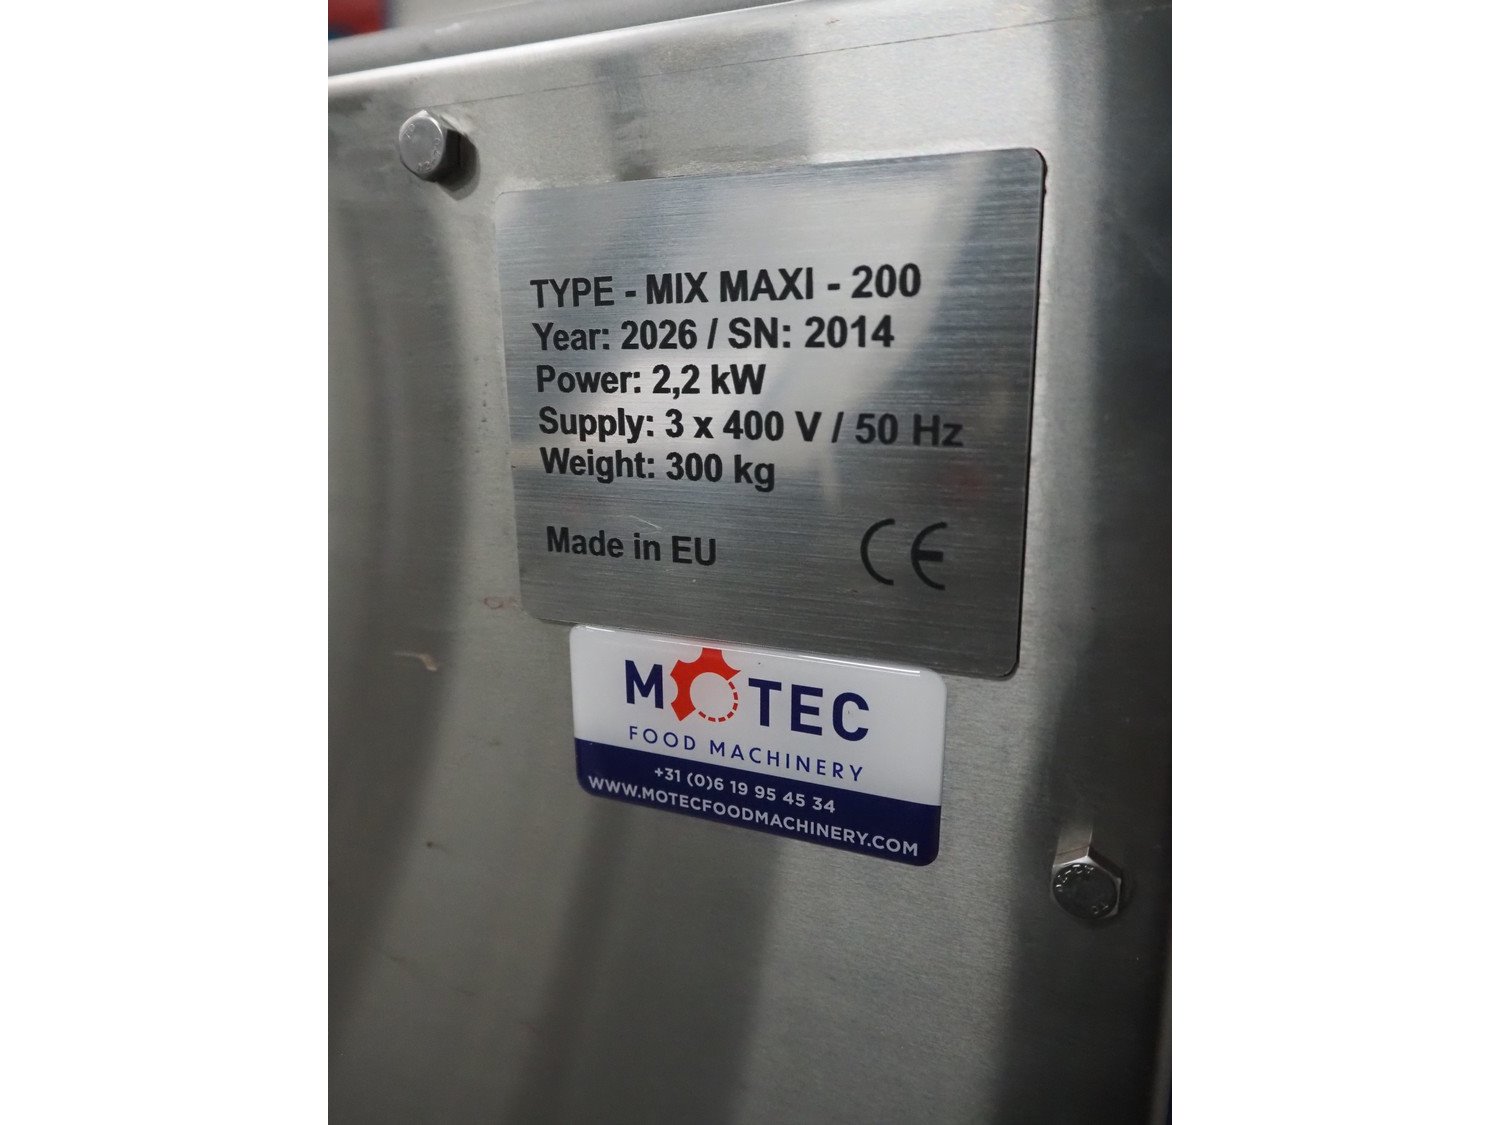 TYPE - MIX MAXI - 200
Year: 2026 / SN: 2014
Power: 2,2 kW
Supply: 3 x 400 V / 50 Hz
Weight: 300 kg
Made in EU CE
MOTEC
FOOD MACHINERY
+31 (0)6 19 95 45 34
WWW.MOTECFOODMACHINERY.COM